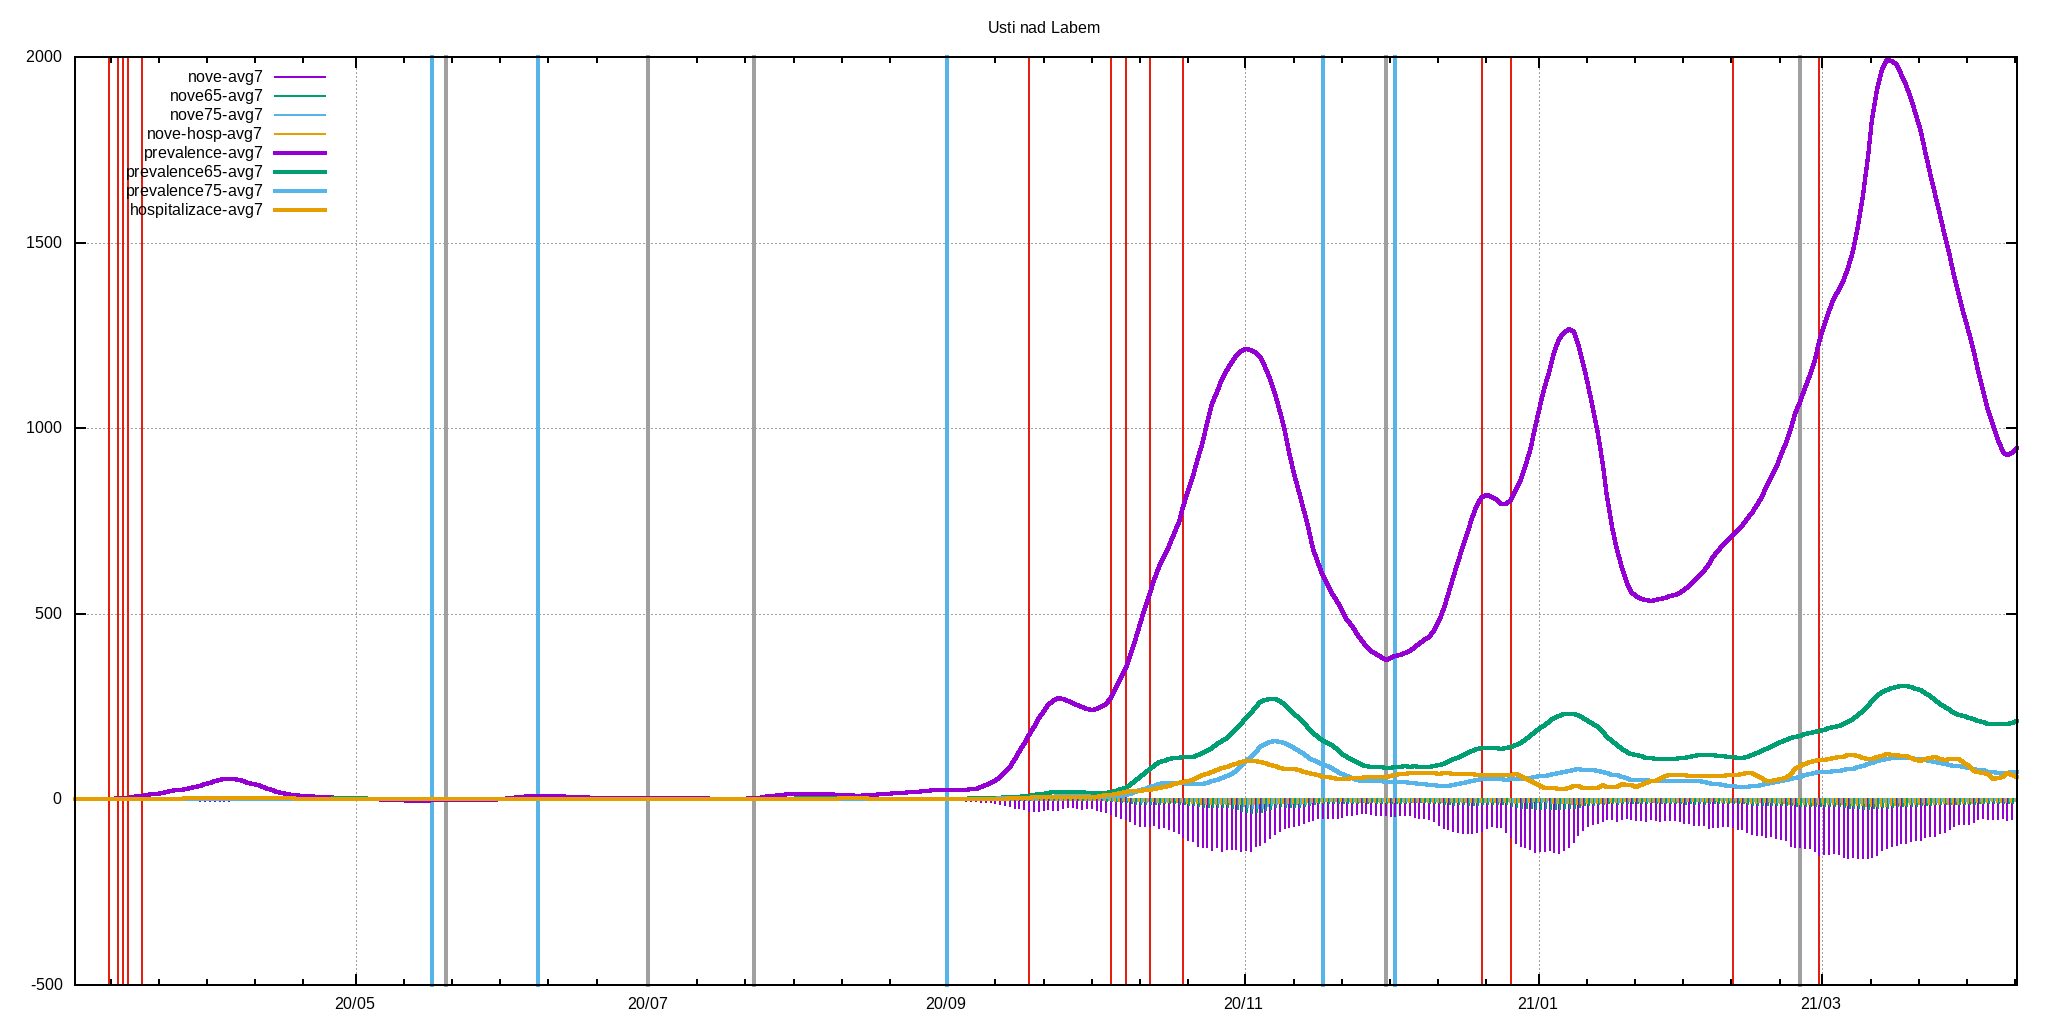 Usti nad Labem
2000
1500
1000
500
0
-500
nove-avg7
nove65-avg7
nove75-avg7
nove-hosp-avg7
prevalence-avg7
prevalence65-avg7
prevalence75-avg7
hospitalizace-avg7
20/05
20/07
20/09
20/11
21/01
21/03